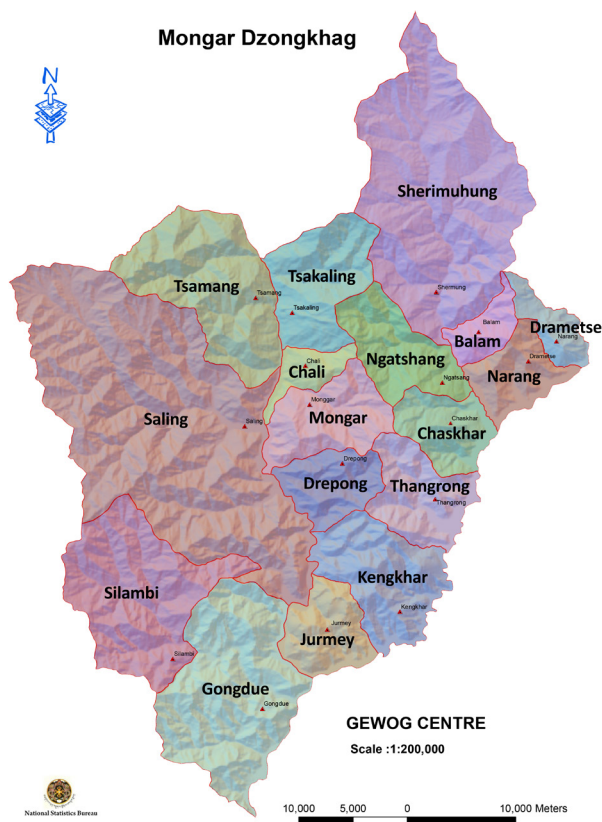 Mongar Dzongkhag
N
Sherimuhung
Tsakaling
Tsamang
Tsamang
Shermung
Tsakaling
Balam
Drametse
Narang
Balam
Ngatshang
Chali
Chali
Drametse
Narang
Ngatsang
Monggar
Mongar
Saling
Saling
Chaskhar
Chaskhar
Drepong
Drepong
Thangrong
Thangrong
Kengkhar
Kengkhar
Silambi
Silambi
Jurmey
Jurmey
Gongdue
Gongdue
GEWOG CENTRE
Scale :1:200,000
National Statistics Bureau
10,000 5,000 0 10,000 Meters